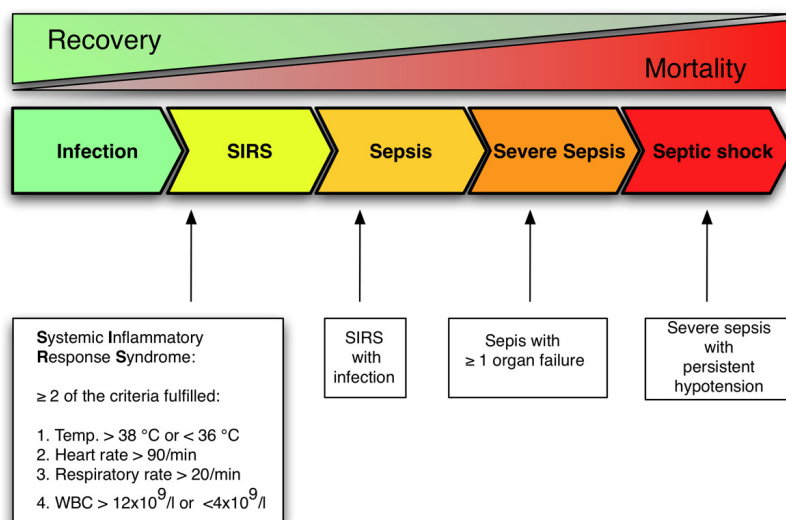 Recovery
Mortality
Infection
SIRS
Sepsis
Severe Sepsis
Septic shock
Systemic Inflammatory
Response Syndrome:
≥ 2 of the criteria fulfilled:
1. Temp. > 38 °C or < 36 °C
2. Heart rate > 90/min
3. Respiratory rate > 20/min
4. WBC > 12x10⁹/l or <4x10⁹/l
SIRS
with
infection
Sepis with
≥ 1 organ failure
Severe sepsis
with
persistent
hypotension